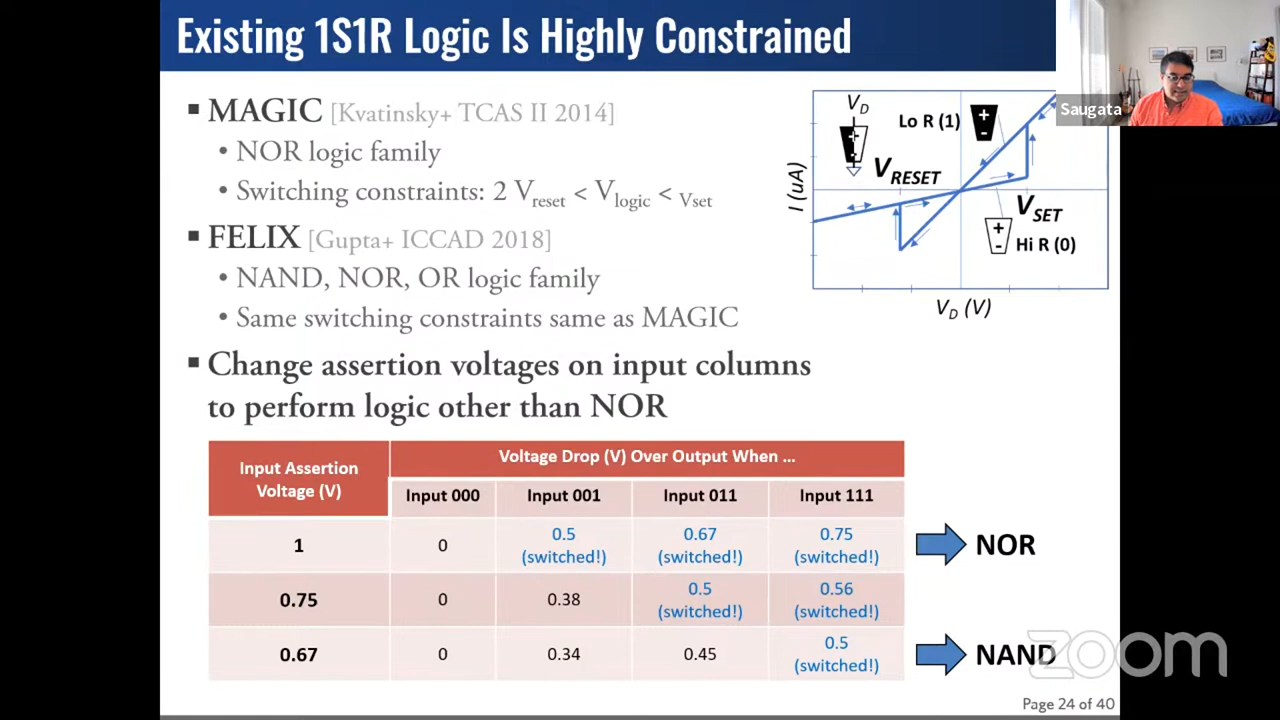 Existing 1S1R Logic Is Highly Constrained
Saugata
▪ MAGIC [Kvatinsky+ TCAS II 2014]
• NOR logic family
• Switching constraints: 2 Vreset < Vlogic < Vset
▪ FELIX [Gupta+ ICCAD 2018]
• NAND, NOR, OR logic family
• Same switching constraints same as MAGIC
▪ Change assertion voltages on input columns
to perform logic other than NOR
VD
Lo R (1)
+
-
VRESET
I (uA)
VSET
+
-
Hi R (0)
VD (V)
Input Assertion
Voltage (V)
Voltage Drop (V) Over Output When ...
Input 000 Input 001 Input 011 Input 111
1 0 0.5 (switched!) 0.67 (switched!) 0.75 (switched!) NOR
0.75 0 0.38 0.5 (switched!) 0.56 (switched!)
0.67 0 0.34 0.45 0.5 (switched!) NAND
zoom
Page 24 of 40